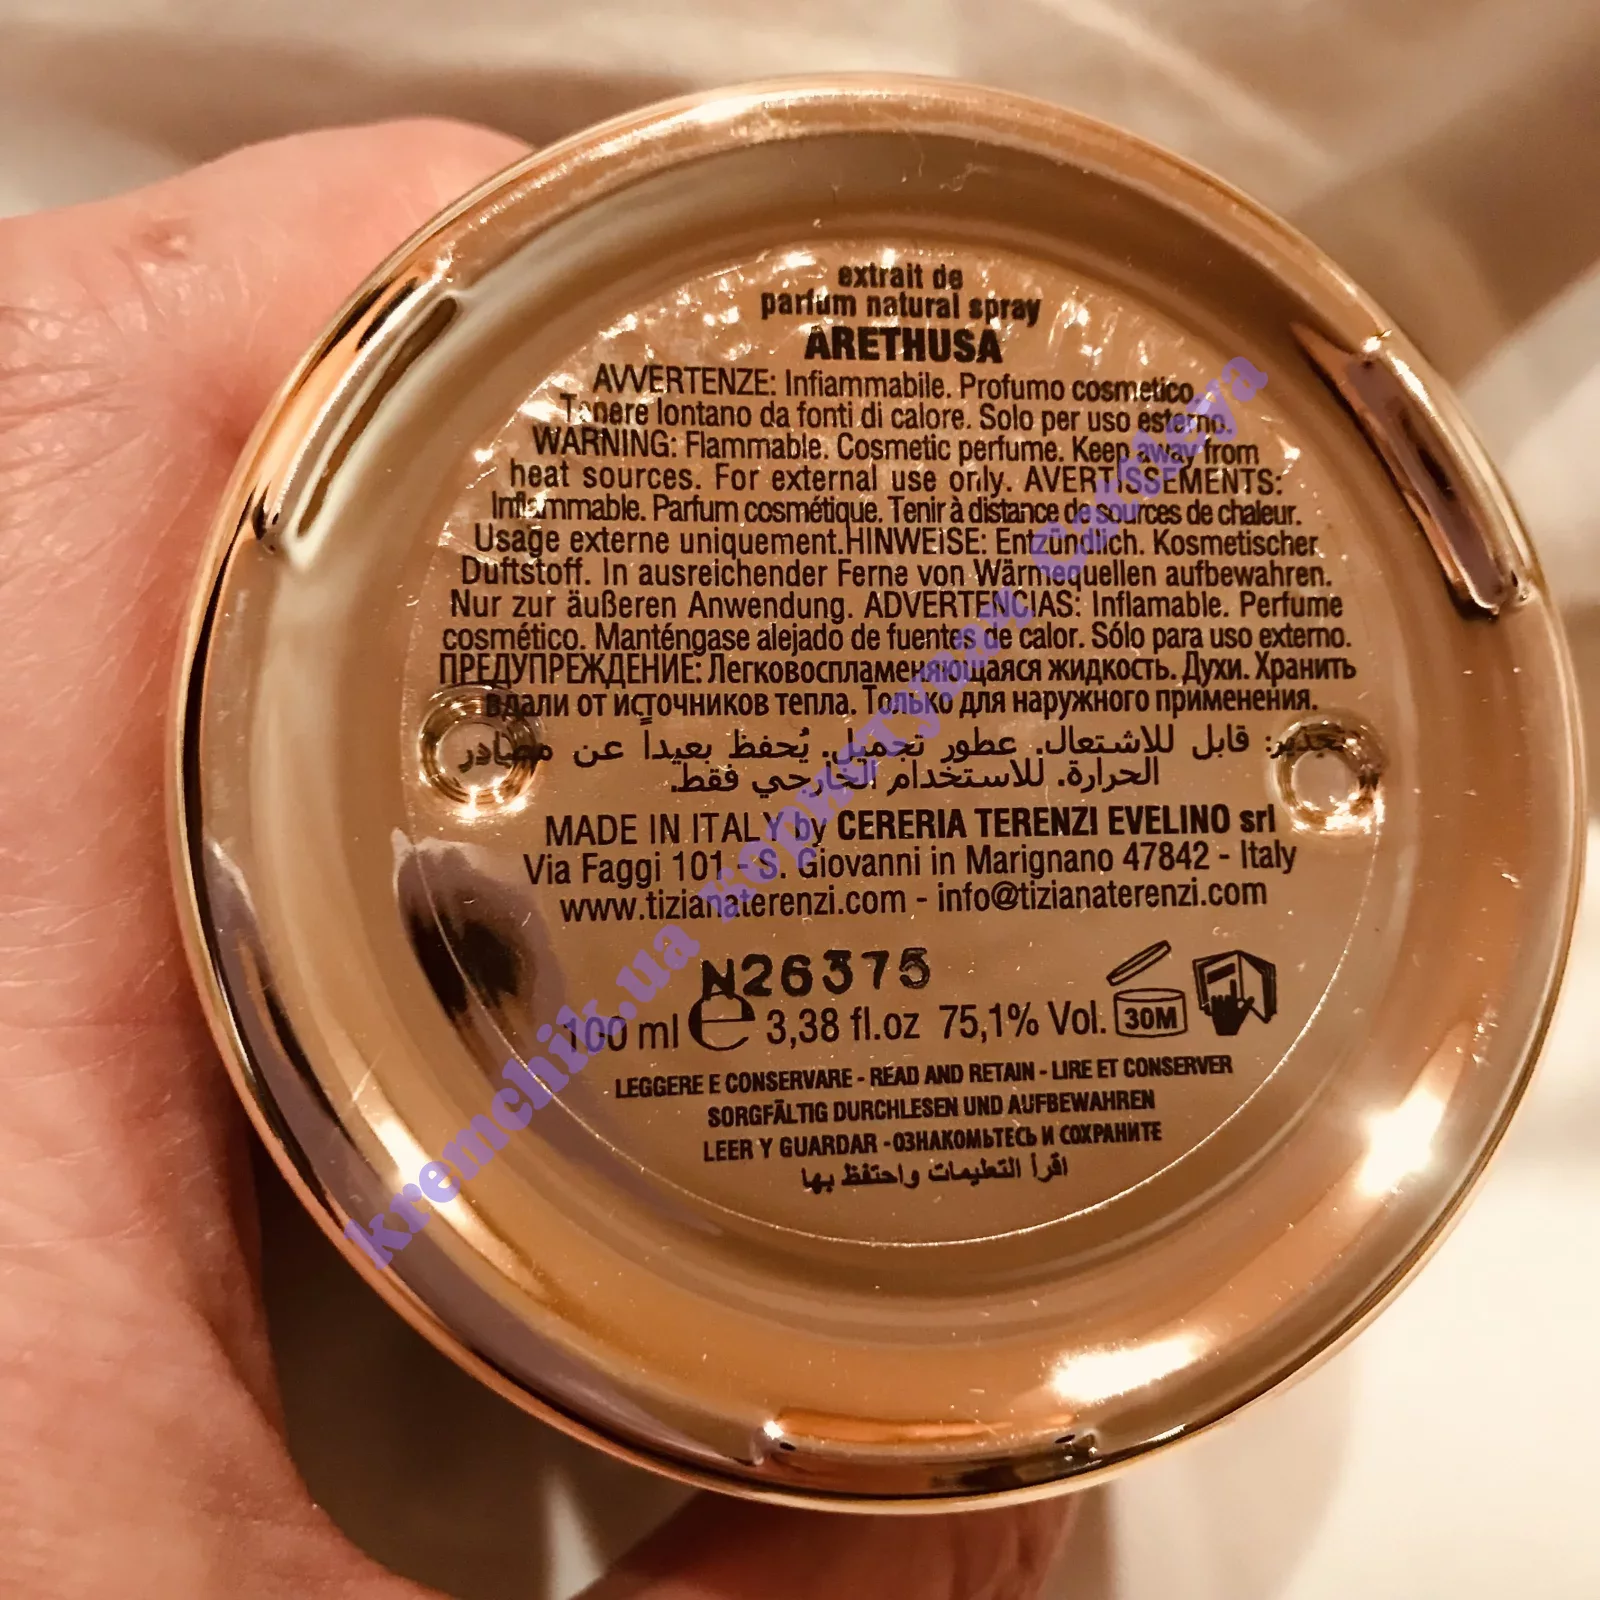 extrait de
parfum natural spray
ARETHUSA
AVVERTENZE: Infiammabile. Profumo cosmetico.
Tenere lontano da fonti di calore. Solo per uso esterno.
WARNING: Flammable. Cosmetic perfume. Keep away from
heat sources. For external use only. AVERTISSEMENTS:
Inflammable. Parfum cosmétique. Tenir à distance de sources de chaleur.
Usage externe uniquement.HINWEISE: Entzündlich. Kosmetischer
Duftstoff. In ausreichender Ferne von Wärmequellen aufbewahren.
Nur zur äußeren Anwendung. ADVERTENCIAS: Inflamable. Perfume
cosmético. Manténgase alejado de fuentes de calor. Sólo para uso externo.
ПРЕДУПРЕЖДЕНИЕ: Легковоспламеняющаяся жидкость. Духи. Хранить
вдали от источников тепла. Только для наружного применения.
تحذير: قابل للاشتعال. عطور تجميل. يُحفظ بعيداً عن مصادر
الحرارة. للاستخدام الخارجي فقط.
MADE IN ITALY by CERERIA TERENZI EVELINO srl
Via Faggi 101 - S. Giovanni in Marignano 47842 - Italy
www.tizianaterenzi.com - info@tizianaterenzi.com
N26375
100 ml e 3,38 fl.oz 75,1% Vol. 30M
LEGGERE E CONSERVARE - READ AND RETAIN - LIRE ET CONSERVER
SORGFÄLTIG DURCHLESEN UND AUFBEWAHREN
LEER Y GUARDAR - ОЗНАКОМЬТЕСЬ И СОХРАНИТЕ
اقرأ التعليمات واحتفظ بها
kremchik.ua користувач